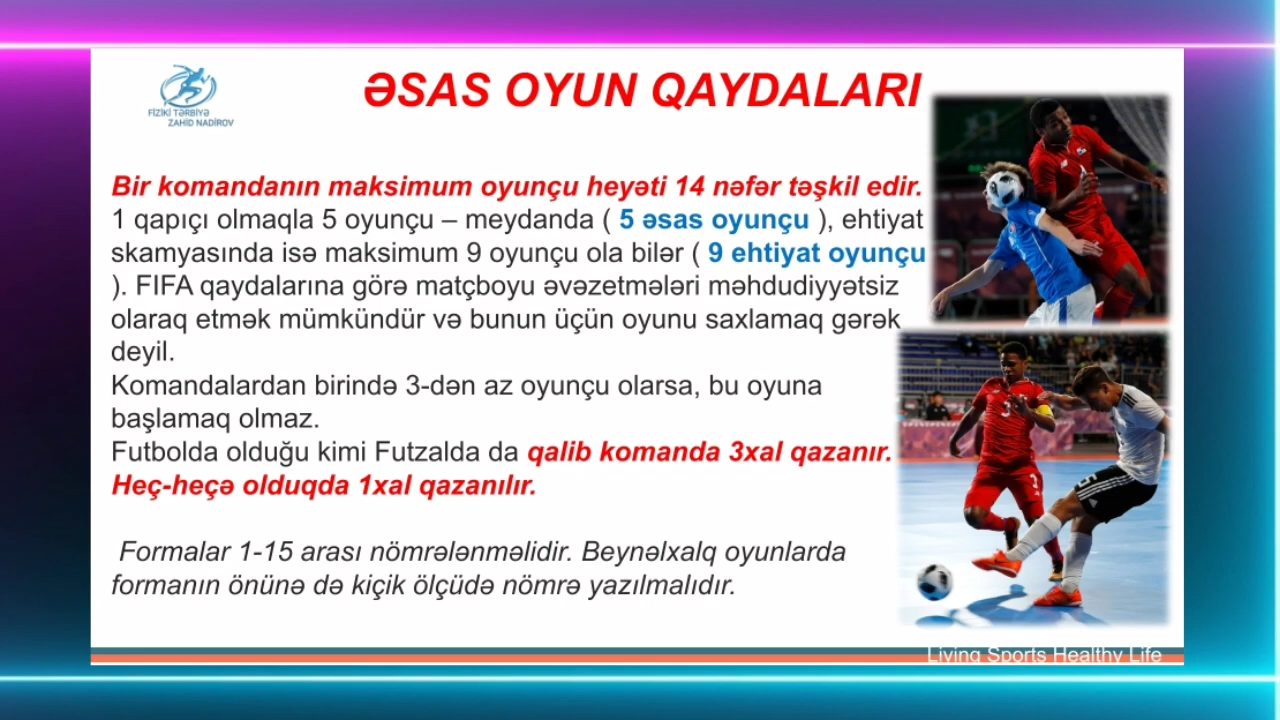 FİZİKİ TƏRBİYƏ
ZAHİD NADİROV
ƏSAS OYUN QAYDALARI
Bir komandanın maksimum oyunçu heyəti 14 nəfər təşkil edir.
1 qapıçı olmaqla 5 oyunçu – meydanda ( 5 əsas oyunçu ), ehtiyat
skamyasında isə maksimum 9 oyunçu ola bilər ( 9 ehtiyat oyunçu
). FIFA qaydalarına görə matçboyu əvəzetmələri məhdudiyyətsiz
olaraq etmək mümkündür və bunun üçün oyunu saxlamaq gərək
deyil.
Komandalardan birində 3-dən az oyunçu olarsa, bu oyuna
başlamaq olmaz.
Futbolda olduğu kimi Futzalda da qalib komanda 3xal qazanır.
Heç-heçə olduqda 1xal qazanılır.
Formalar 1-15 arası nömrələnməlidir. Beynəlxalq oyunlarda
formanın önünə də kiçik ölçüdə nömrə yazılmalıdır.
Living Sports Healthy Life